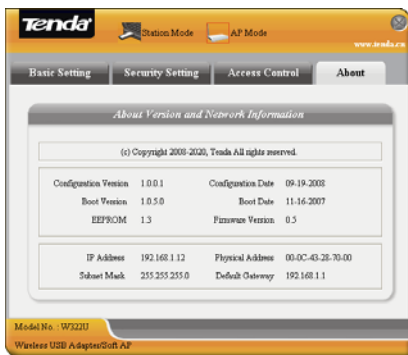 Tenda
Station Mode AP Mode
www.tenda.cn
Basic Setting Security Setting Access Control About
About Version and Network Information
(c) Copyright 2008-2020, Tenda All rights reserved.
Configuration Version 1.0.0.1 Configuration Date 09-19-2008
Boot Version 1.0.5.0 Boot Date 11-16-2007
EEPROM 1.3 Firmware Version 0.5
IP Address 192.168.1.12 Physical Address 00-0C-43-28-70-00
Subnet Mask 255.255.255.0 Default Gateway 192.168.1.1
Model No. : W322U
Wireless USB Adapter/Soft AP